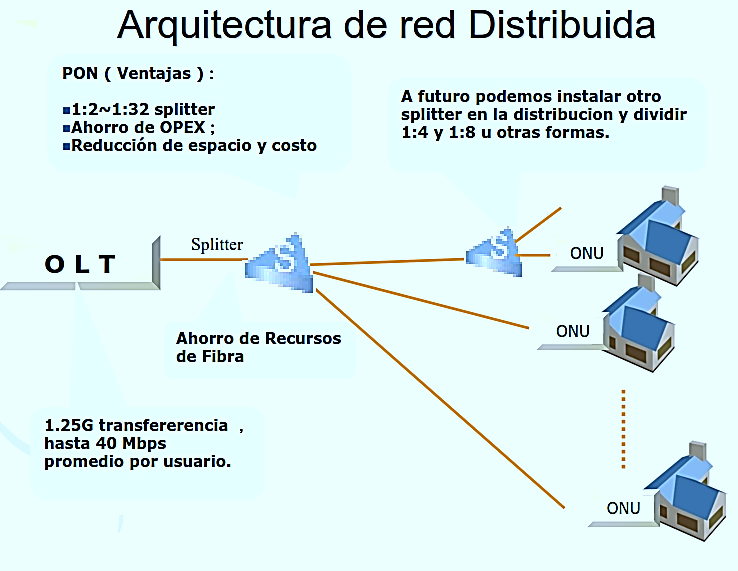 Arquitectura de red Distribuida
PON ( Ventajas ) :
1:2~1:32 splitter
Ahorro de OPEX ;
Reducción de espacio y costo
A futuro podemos instalar otro
splitter en la distribucion y dividir
1:4 y 1:8 u otras formas.
Splitter
S
S
O L T
ONU
ONU
Ahorro de Recursos
de Fibra
1.25G transfererencia ,
hasta 40 Mbps
promedio por usuario.
ONU